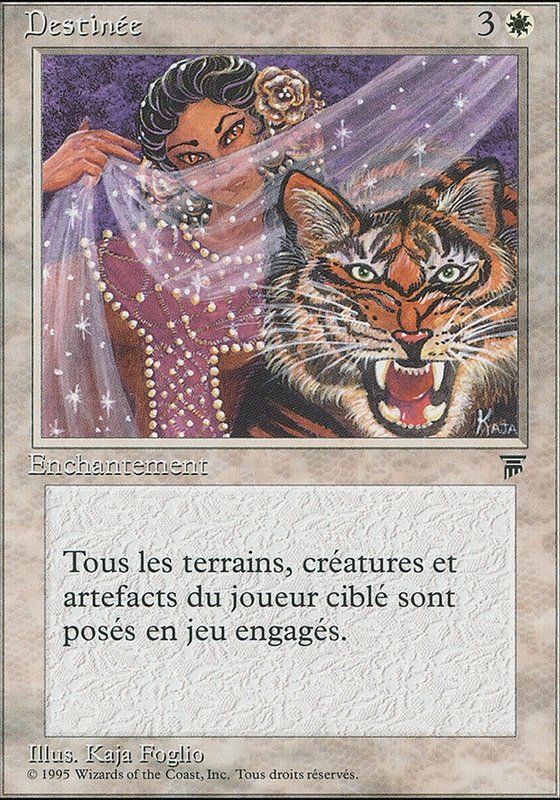 Destinée 3
KAJA
Enchantement
Tous les terrains, créatures et
artefacts du joueur ciblé sont
posés en jeu engagés.
Illus. Kaja Foglio
© 1995 Wizards of the Coast, Inc. Tous droits réservés.